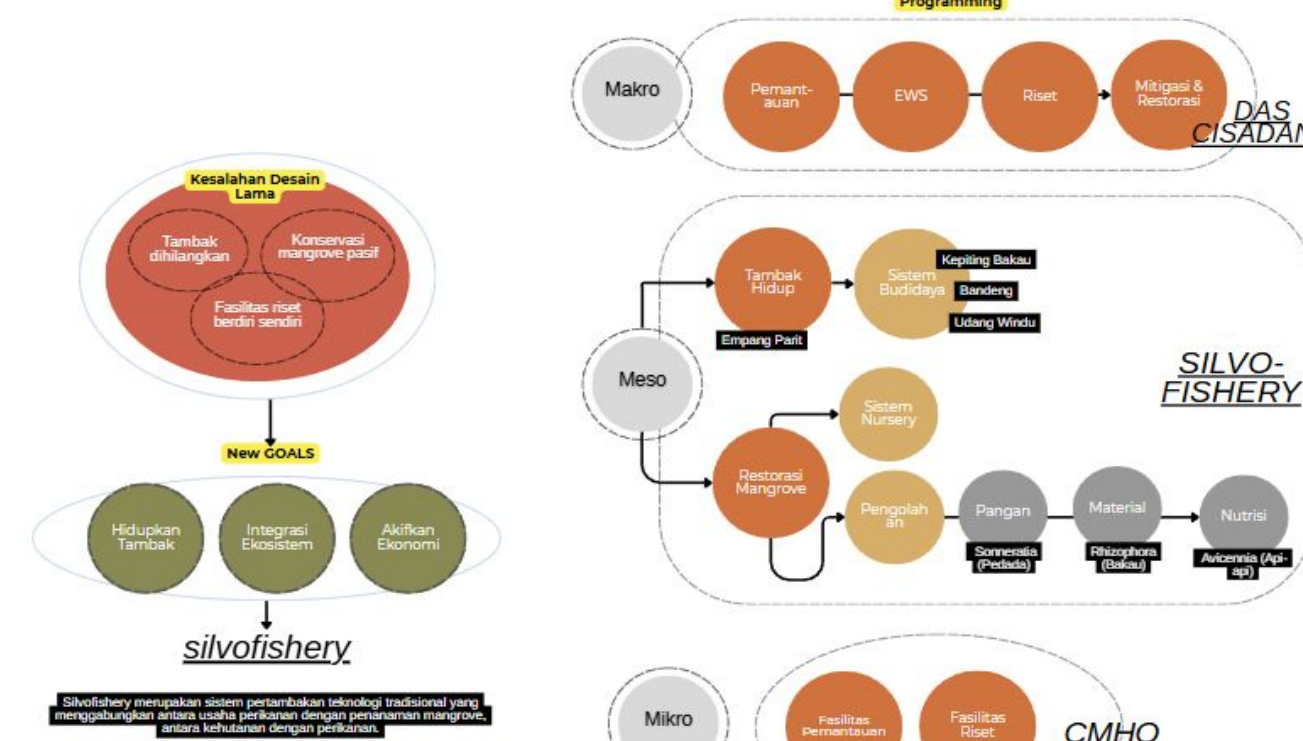 Programming
Makro
Pemant-
auan
EWS
Riset
Mitigasi &
Restorasi
DAS
Kesalahan Desain
Lama
Tambak
dihilangkan
Konservasi
mangrove pasif
Fasilitas riset
berdiri sendiri
New GOALS
Hidupkan
Tambak
Integrasi
Ekosistem
Akifkan
Ekonomi
silvofishery
Silvofishery merupakan sistem pertambakan teknologi tradisional yang
menggabungkan antara usaha perikanan dengan penanaman mangrove,
antara kehutanan dengan perikanan.
Meso
Tambak
Hidup
Empang Parit
Sistem
Budidaya
Kepiting Bakau
Bandeng
Udang Windu
SILVO-
FISHERY
Restorasi
Mangrove
Sistem
Nursery
Pengolah
an
Pangan
Sonneratia
(Pedada)
Material
Rhizophora
(Bakau)
Nutrisi
Avicennia (Api-
api)
Mikro
Fasilitas
Pemantauan
Fasilitas
Riset